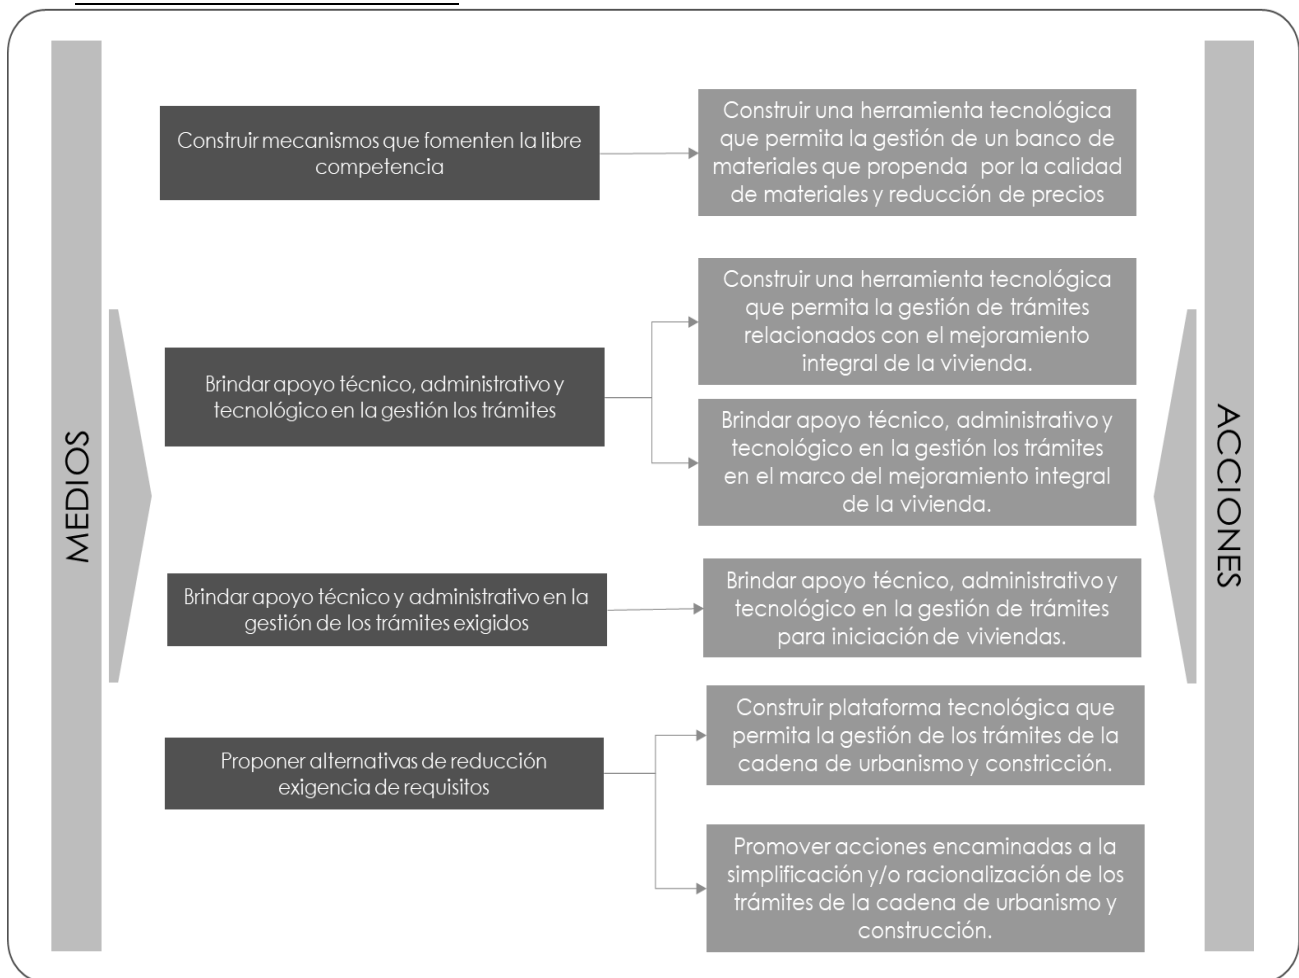 MEDIOS
Construir mecanismos que fomenten la libre
competencia
Construir una herramienta tecnológica
que permita la gestión de un banco de
materiales que propenda por la calidad
de materiales y reducción de precios
Brindar apoyo técnico, administrativo y
tecnológico en la gestión los trámites
Construir una herramienta tecnológica
que permita la gestión de trámites
relacionados con el mejoramiento
integral de la vivienda.
Brindar apoyo técnico, administrativo y
tecnológico en la gestión los trámites
en el marco del mejoramiento integral
de la vivienda.
Brindar apoyo técnico y administrativo en la
gestión de los trámites exigidos
Brindar apoyo técnico, administrativo y
tecnológico en la gestión de trámites
para iniciación de viviendas.
Proponer alternativas de reducción
exigencia de requisitos
Construir plataforma tecnológica que
permita la gestión de los trámites de la
cadena de urbanismo y constricción.
Promover acciones encaminadas a la
simplificación y/o racionalización de los
trámites de la cadena de urbanismo y
construcción.
ACCIONES